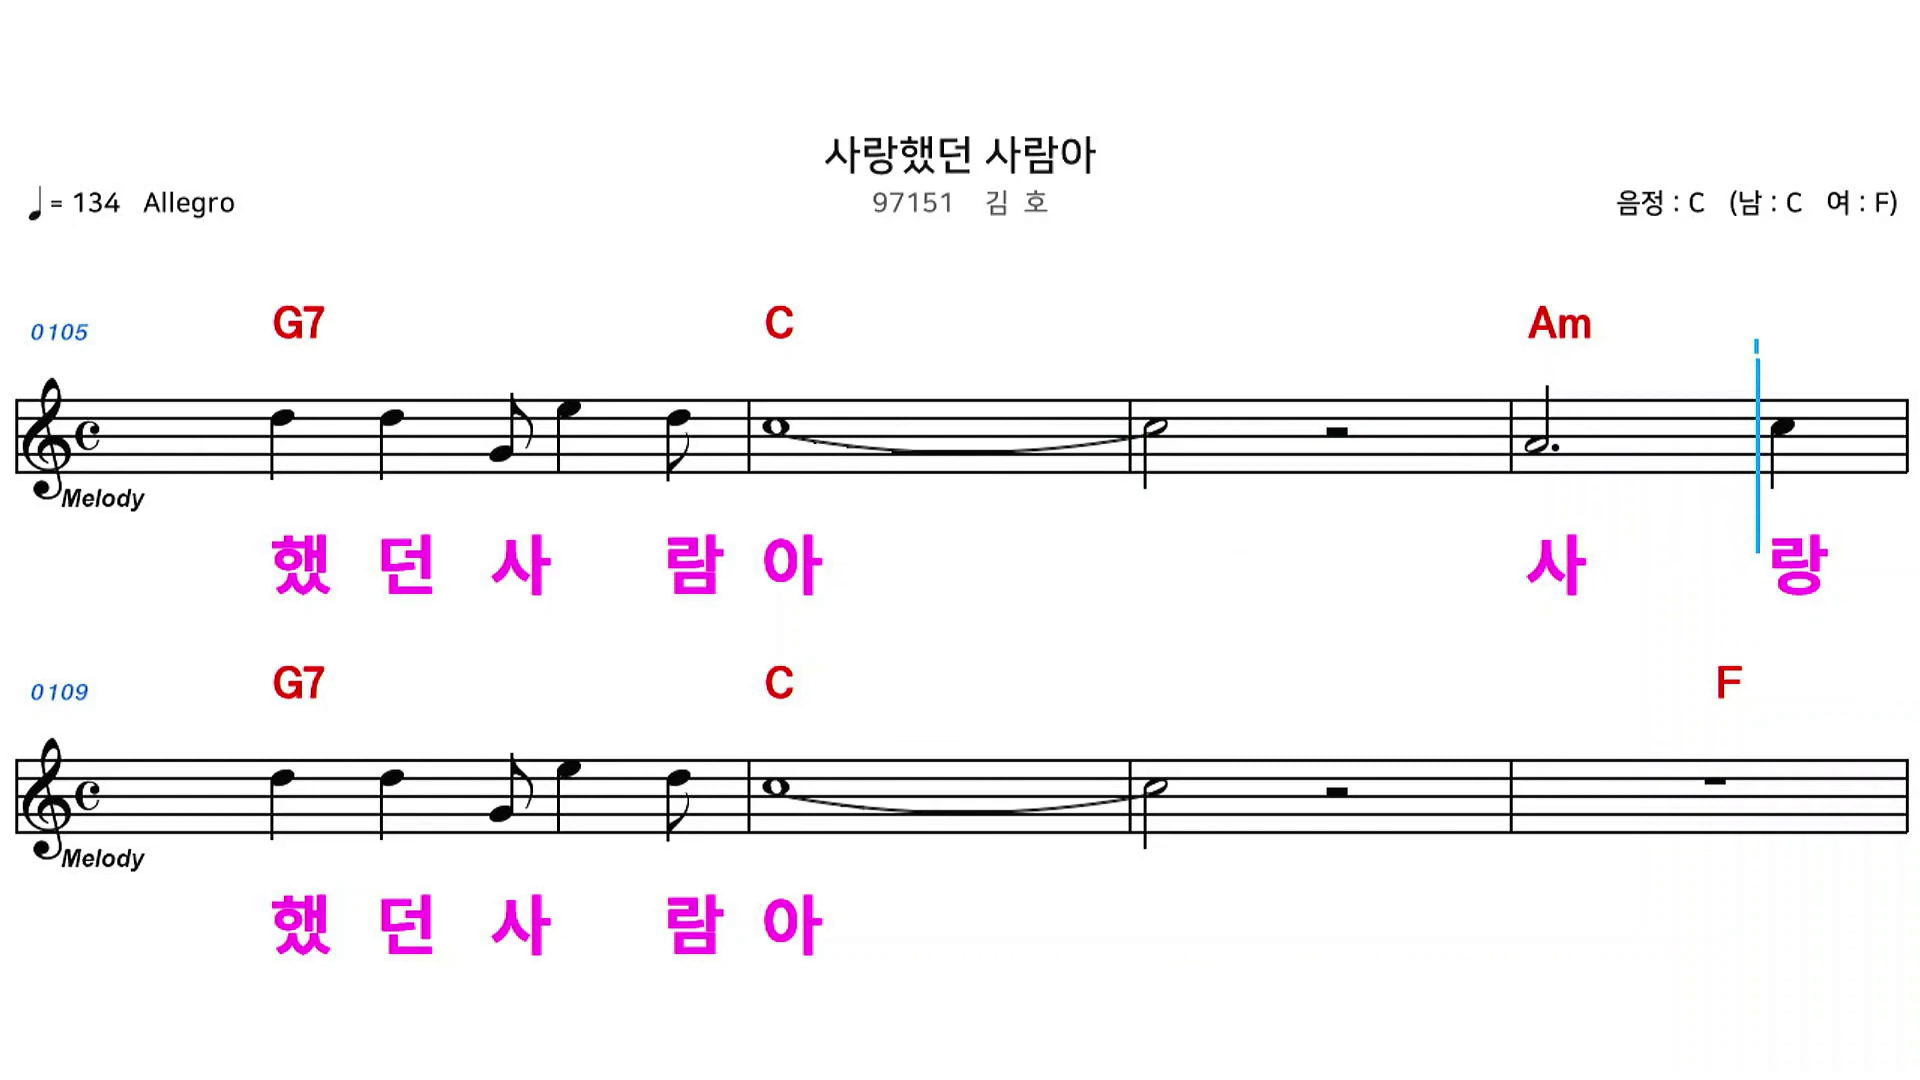 사랑했던 사람아
♩= 134 Allegro
97151 김 호
음정 : C (남 : C 여 : F)
0105 G7 C Am
Melody
했 던 사 람 아 사 랑
0109 G7 C F
Melody
했 던 사 람 아